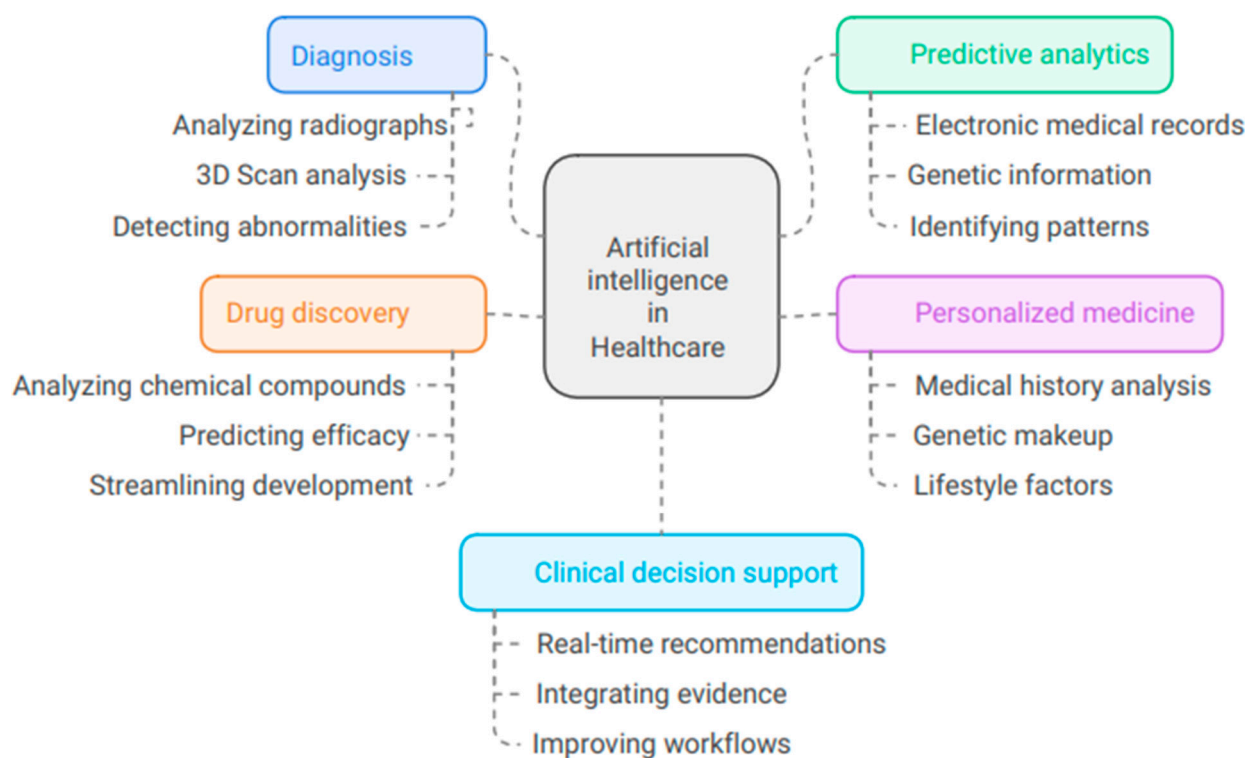 Diagnosis
Analyzing radiographs
3D Scan analysis
Detecting abnormalities
Drug discovery
Analyzing chemical compounds
Predicting efficacy
Streamlining development
Artificial
intelligence
in
Healthcare
Predictive analytics
Electronic medical records
Genetic information
Identifying patterns
Personalized medicine
Medical history analysis
Genetic makeup
Lifestyle factors
Clinical decision support
Real-time recommendations
Integrating evidence
Improving workflows